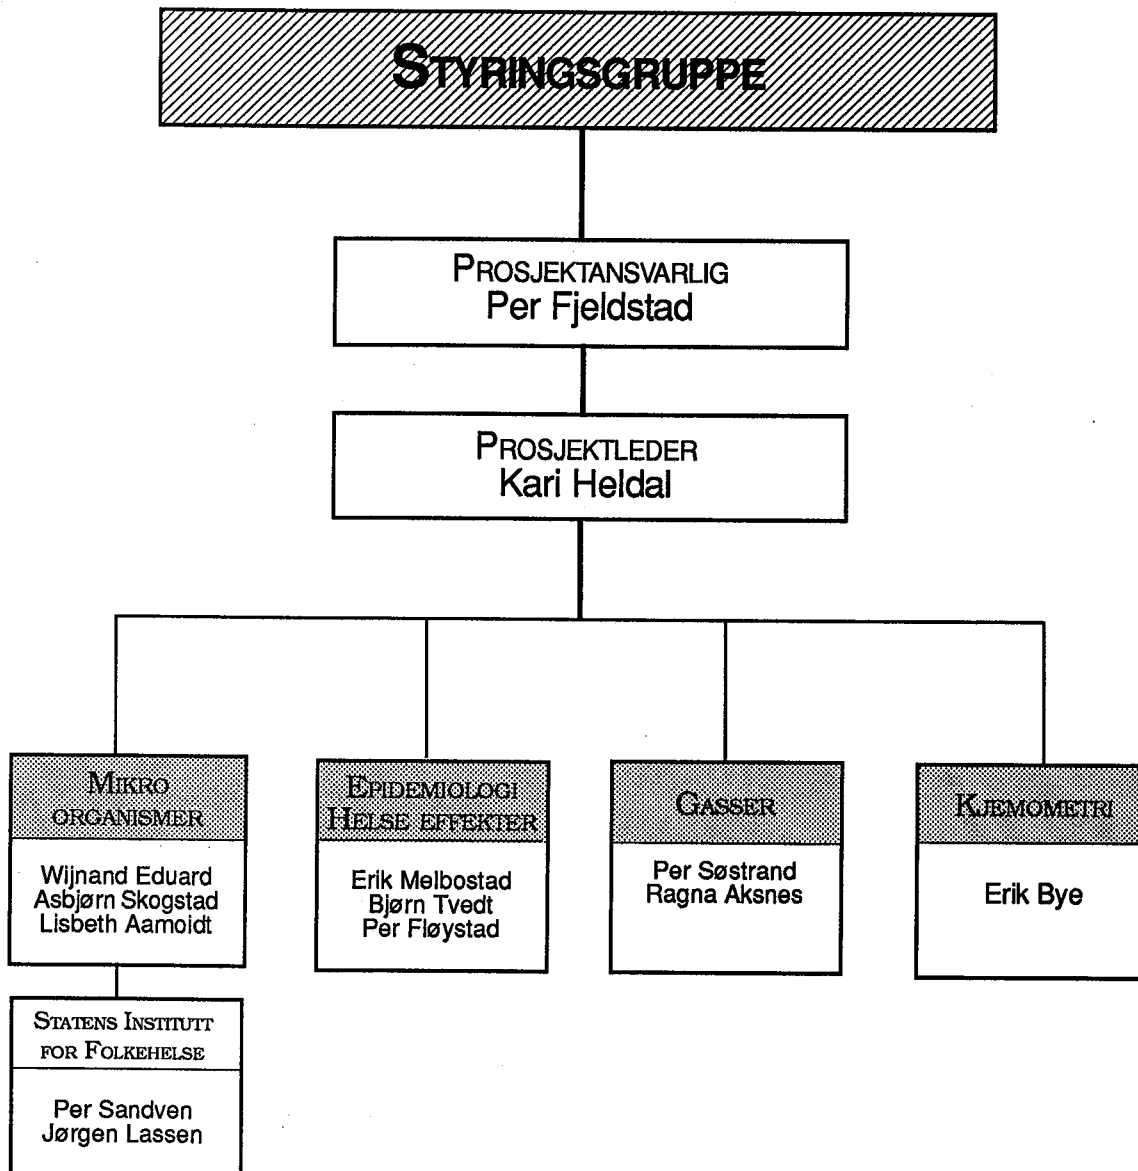 STYRINGSGRUPPE
PROSJEKTANSVARLIG
Per Fjeldstad
PROSJEKTLEDER
Kari Heldal
MIKRO
ORGANISMER
Wijnand Eduard
Asbjørn Skogstad
Lisbeth Aamoidt
STATENS INSTITUTT
FOR FOLKEHELSE
Per Sandven
Jørgen Lassen
EPIDEMIOLOGI
HELSE EFFEKTER
Erik Melbostad
Bjørn Tvedt
Per Fløystad
GASSER
Per Søstrand
Ragna Aksnes
KJEMOMETRI
Erik Bye